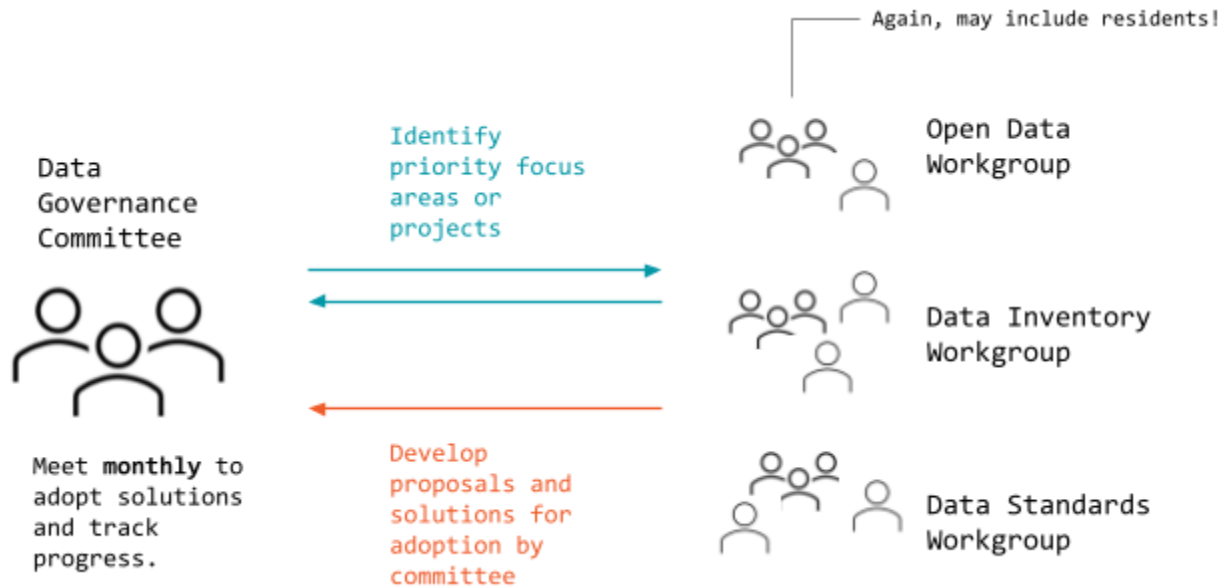 Again, may include residents!
Data
Governance
Committee
Meet monthly to
adopt solutions
and track
progress.
Identify
priority focus
areas or
projects
Develop
proposals and
solutions for
adoption by
committee
Open Data
Workgroup
Data Inventory
Workgroup
Data Standards
Workgroup